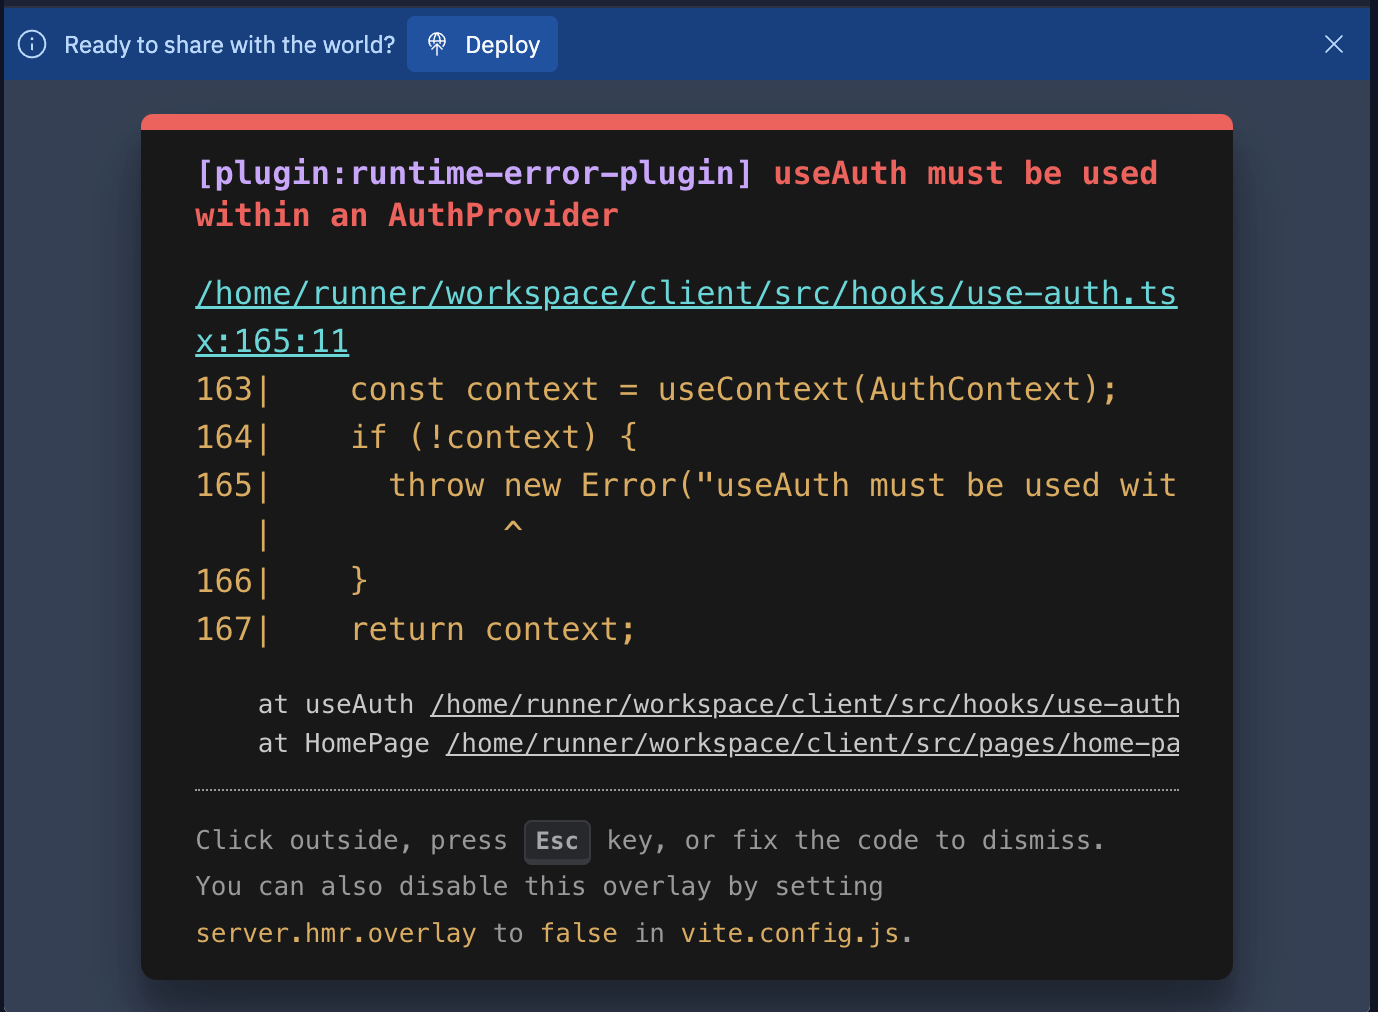 Ready to share with the world? Deploy
[plugin:runtime-error-plugin] useAuth must be used
within an AuthProvider
/home/runner/workspace/client/src/hooks/use-auth.ts
x:165:11
163|    const context = useContext(AuthContext);
164|    if (!context) {
165|      throw new Error("useAuth must be used wit
   |            ^
166|    }
167|    return context;
    at useAuth /home/runner/workspace/client/src/hooks/use-auth
    at HomePage /home/runner/workspace/client/src/pages/home-pa
Click outside, press Esc key, or fix the code to dismiss.
You can also disable this overlay by setting
server.hmr.overlay to false in vite.config.js.